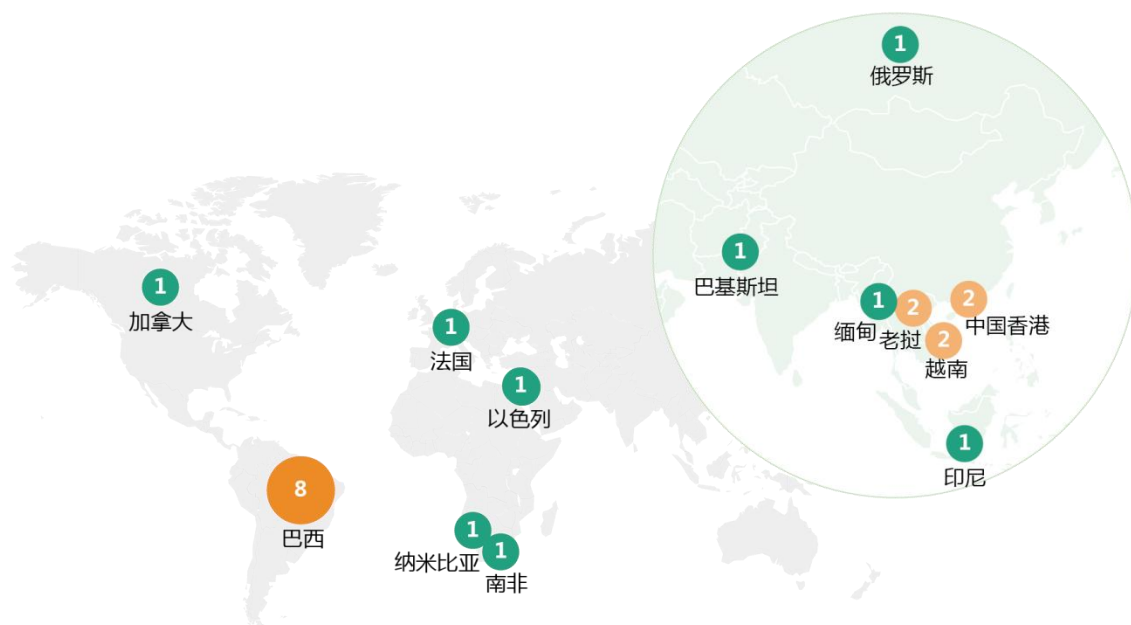 1
俄罗斯
1
巴基斯坦
1
加拿大
1
缅甸
2
老挝
2
中国香港
2
越南
1
法国
1
以色列
1
印尼
8
巴西
1
纳米比亚
1
南非